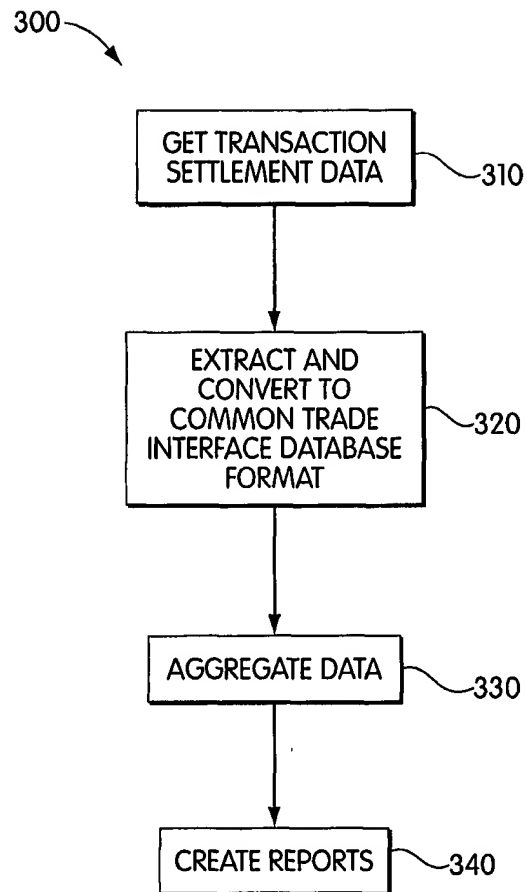 300
GET TRANSACTION
SETTLEMENT DATA
310
EXTRACT AND
CONVERT TO
COMMON TRADE
INTERFACE DATABASE
FORMAT
320
AGGREGATE DATA
330
CREATE REPORTS
340